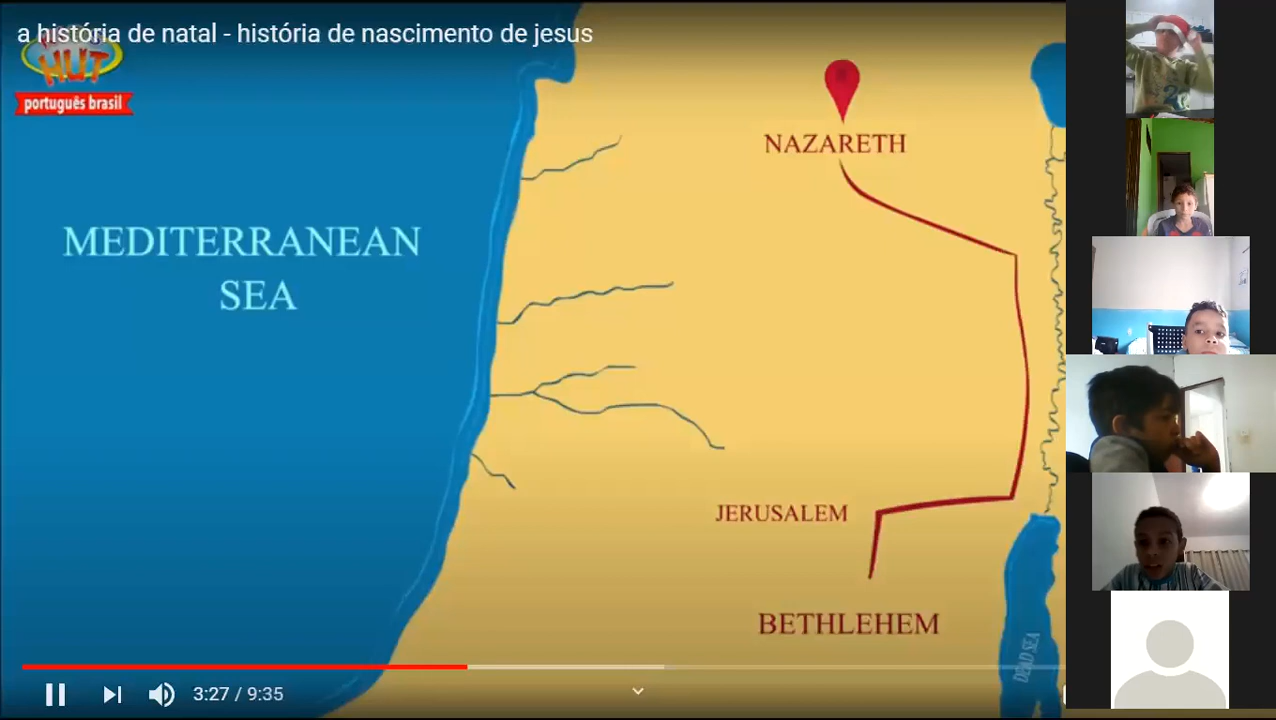 a história de natal - história de nascimento de jesus
HUT
português brasil
NAZARETH
MEDITERRANEAN
SEA
JERUSALEM
BETHLEHEM
DEAD SEA
3:27 / 9:35